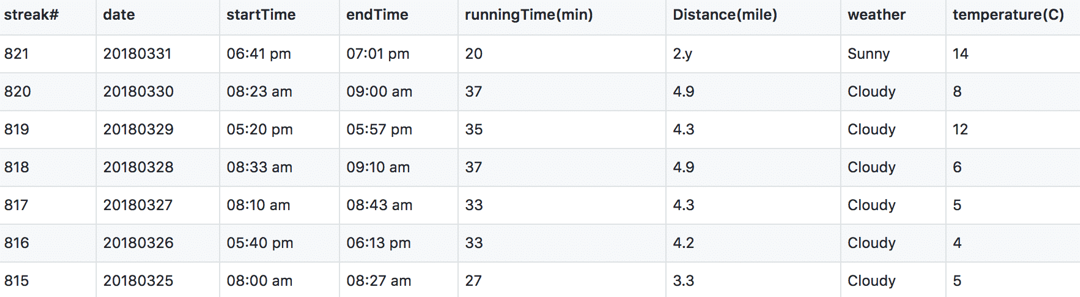 streak# date startTime endTime runningTime(min) Distance(mile) weather temperature(C)
821 20180331 06:41 pm 07:01 pm 20 2.y Sunny 14
820 20180330 08:23 am 09:00 am 37 4.9 Cloudy 8
819 20180329 05:20 pm 05:57 pm 35 4.3 Cloudy 12
818 20180328 08:33 am 09:10 am 37 4.9 Cloudy 6
817 20180327 08:10 am 08:43 am 33 4.3 Cloudy 5
816 20180326 05:40 pm 06:13 pm 33 4.2 Cloudy 4
815 20180325 08:00 am 08:27 am 27 3.3 Cloudy 5